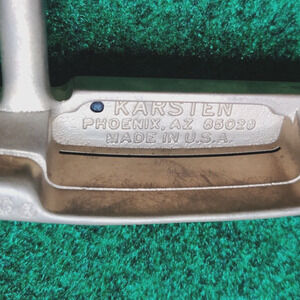 KARSTEN
PHOENIX, AZ 85029
MADE IN U.S.A